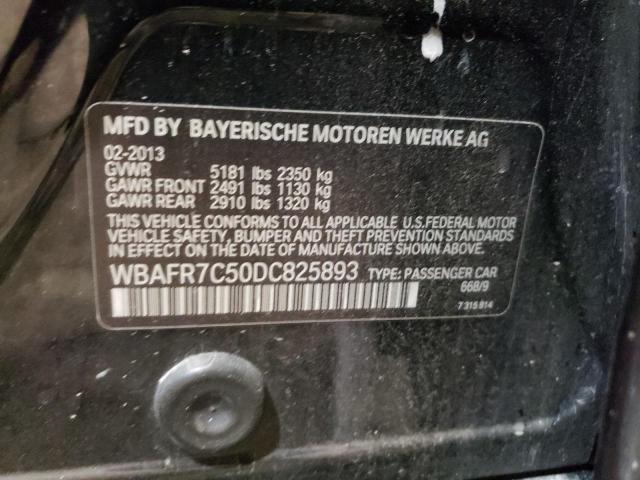 MFD BY BAYERISCHE MOTOREN WERKE AG
02-2013
GVWR 5181 lbs 2350 kg
GAWR FRONT 2491 lbs 1130 kg
GAWR REAR 2910 lbs 1320 kg
THIS VEHICLE CONFORMS TO ALL APPLICABLE U.S.FEDERAL MOTOR
VEHICLE SAFETY, BUMPER AND THEFT PREVENTION STANDARDS
IN EFFECT ON THE DATE OF MANUFACTURE SHOWN ABOVE.
WBAFR7C50DC825893 TYPE: PASSENGER CAR
668/9
7 315 814